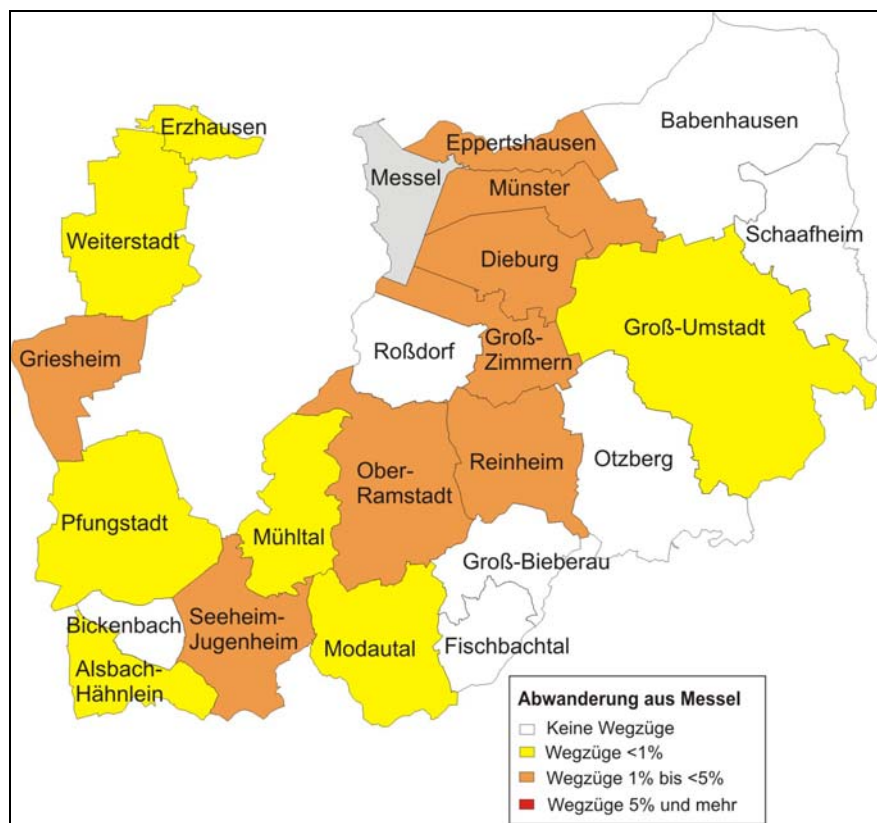 Babenhausen
Erzhausen
Eppertshausen
Messel
Münster
Schaafheim
Weiterstadt
Dieburg
Groß-Umstadt
Griesheim
Roßdorf
Groß-
Zimmern
Ober-
Ramstadt
Reinheim
Otzberg
Pfungstadt
Mühltal
Groß-Bieberau
Bickenbach
Seeheim-
Jugenheim
Modautal
Fischbachtal
Alsbach-
Hähnlein
Abwanderung aus Messel
Keine Wegzüge
Wegzüge <1%
Wegzüge 1% bis <5%
Wegzüge 5% und mehr